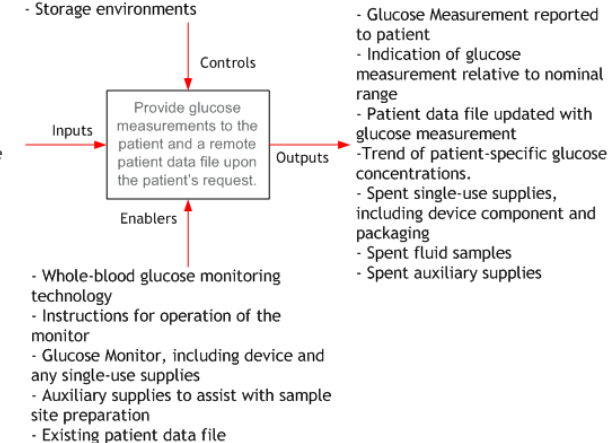 - Storage environments
Controls
Provide glucose
measurements to the
patient and a remote
patient data file upon
the patient's request.
Inputs
e
Outputs
Enablers
- Glucose Measurement reported
to patient
- Indication of glucose
measurement relative to nominal
range
- Patient data file updated with
glucose measurement
-Trend of patient-specific glucose
concentrations.
- Spent single-use supplies,
including device component and
packaging
- Spent fluid samples
- Spent auxiliary supplies
- Whole-blood glucose monitoring
technology
- Instructions for operation of the
monitor
- Glucose Monitor, including device and
any single-use supplies
- Auxiliary supplies to assist with sample
site preparation
- Existing patient data file